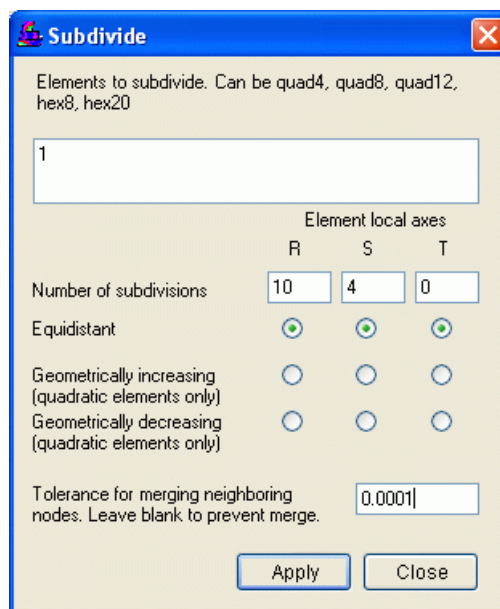 Subdivide
Elements to subdivide. Can be quad4, quad8, quad12,
hex8, hex20
1
Element local axes
R S T
Number of subdivisions 10 4 0
Equidistant
Geometrically increasing
(quadratic elements only)
Geometrically decreasing
(quadratic elements only)
Tolerance for merging neighboring
nodes. Leave blank to prevent merge.
0.0001
Apply Close